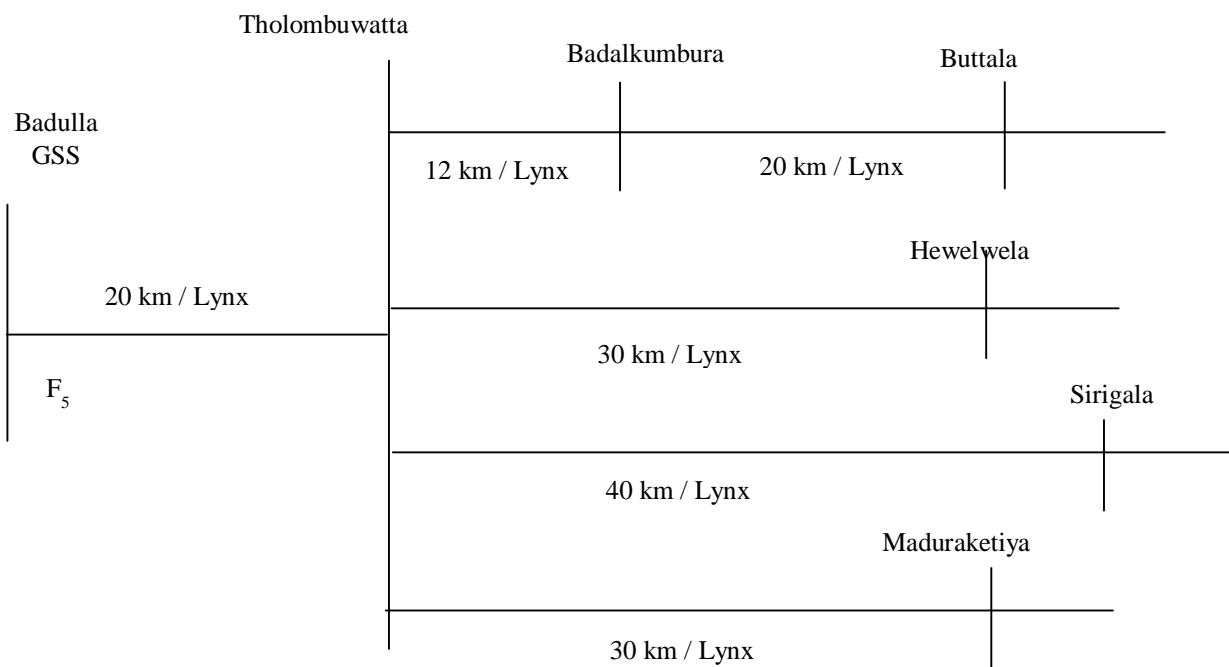 Tholombuwatta
Badalkumbura
Buttala
Badulla
GSS
12 km / Lynx
20 km / Lynx
Hewelwela
20 km / Lynx
30 km / Lynx
F5
Sirigala
40 km / Lynx
Maduraketiya
30 km / Lynx